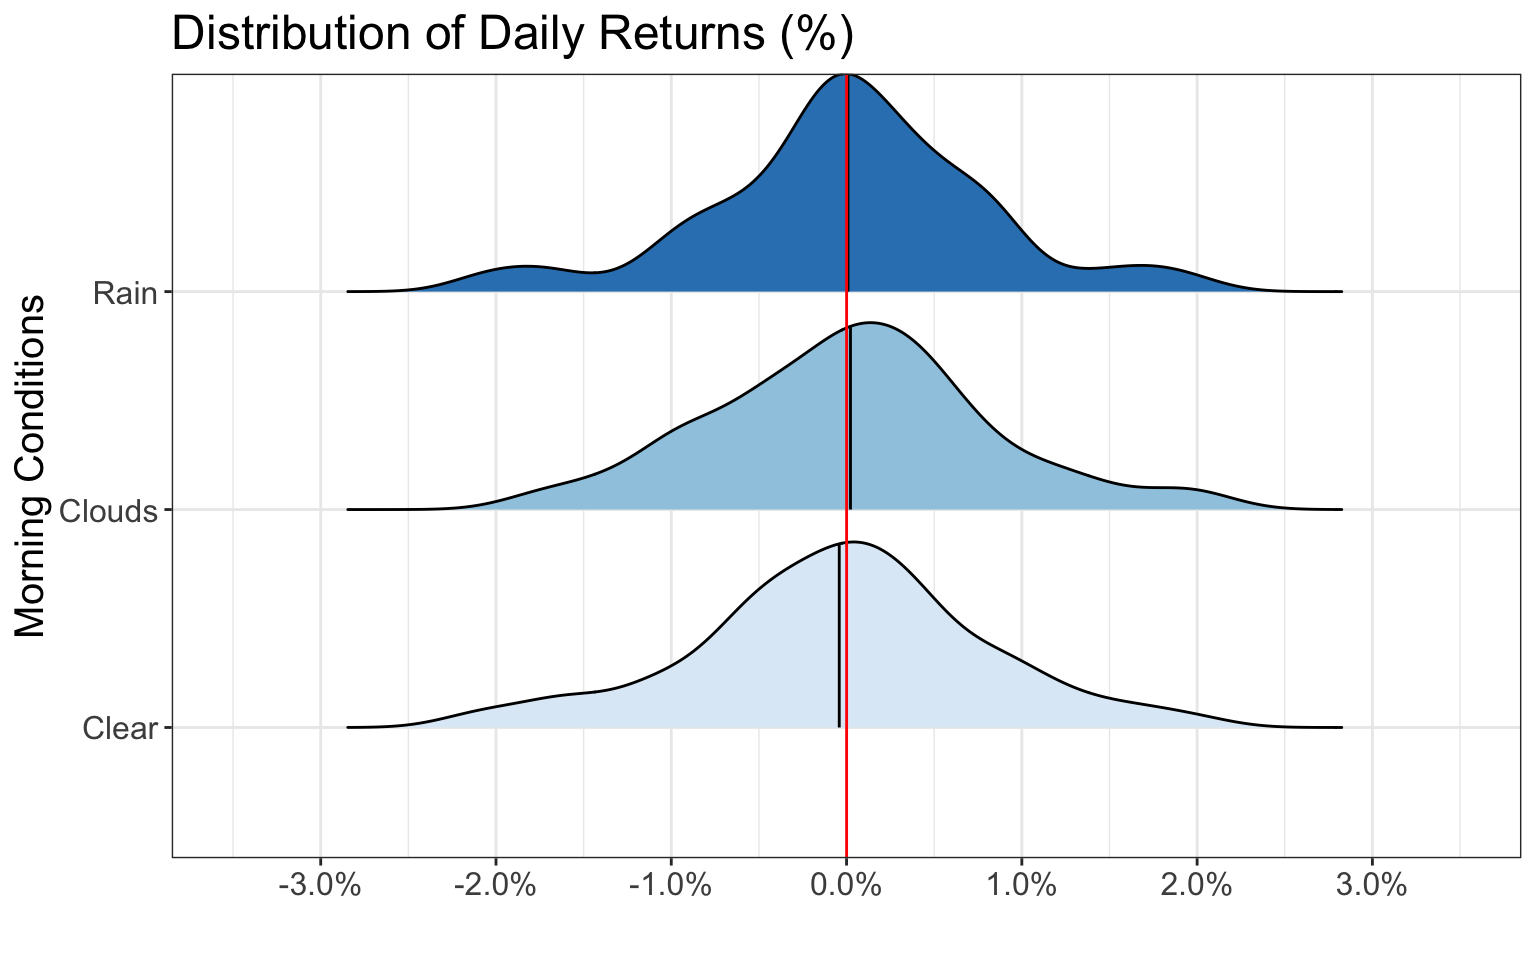 Distribution of Daily Returns (%)
Morning Conditions
Rain
Clouds
Clear
-3.0% -2.0% -1.0% 0.0% 1.0% 2.0% 3.0%